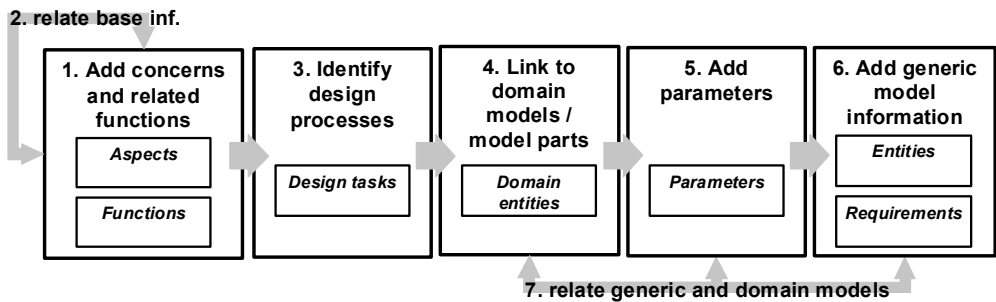 2. relate base inf.
1. Add concerns
and related
functions
Aspects
Functions
3. Identify
design
processes
Design tasks
4. Link to
domain
models /
model parts
Domain
entities
5. Add
parameters
Parameters
6. Add generic
model
information
Entities
Requirements
7. relate generic and domain models